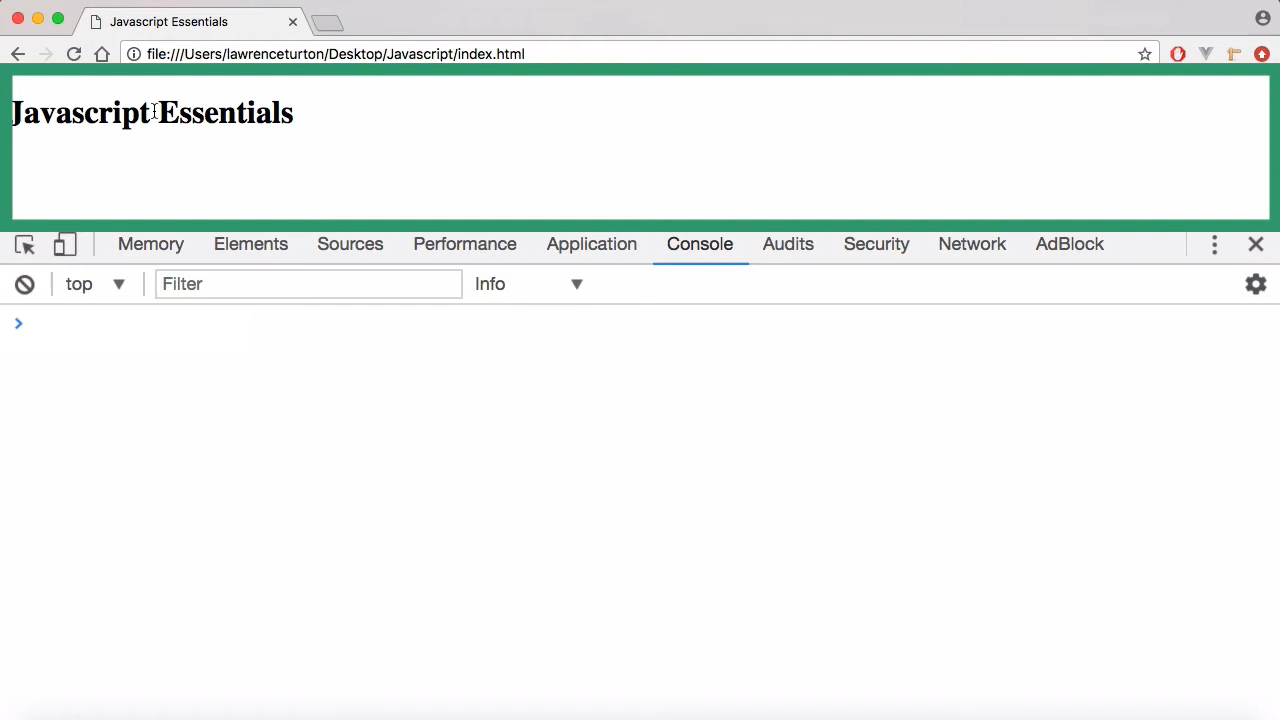 Javascript Essentials
file:///Users/lawrenceturton/Desktop/Javascript/index.html
Javascript Essentials
Memory Elements Sources Performance Application Console Audits Security Network AdBlock
top Filter Info